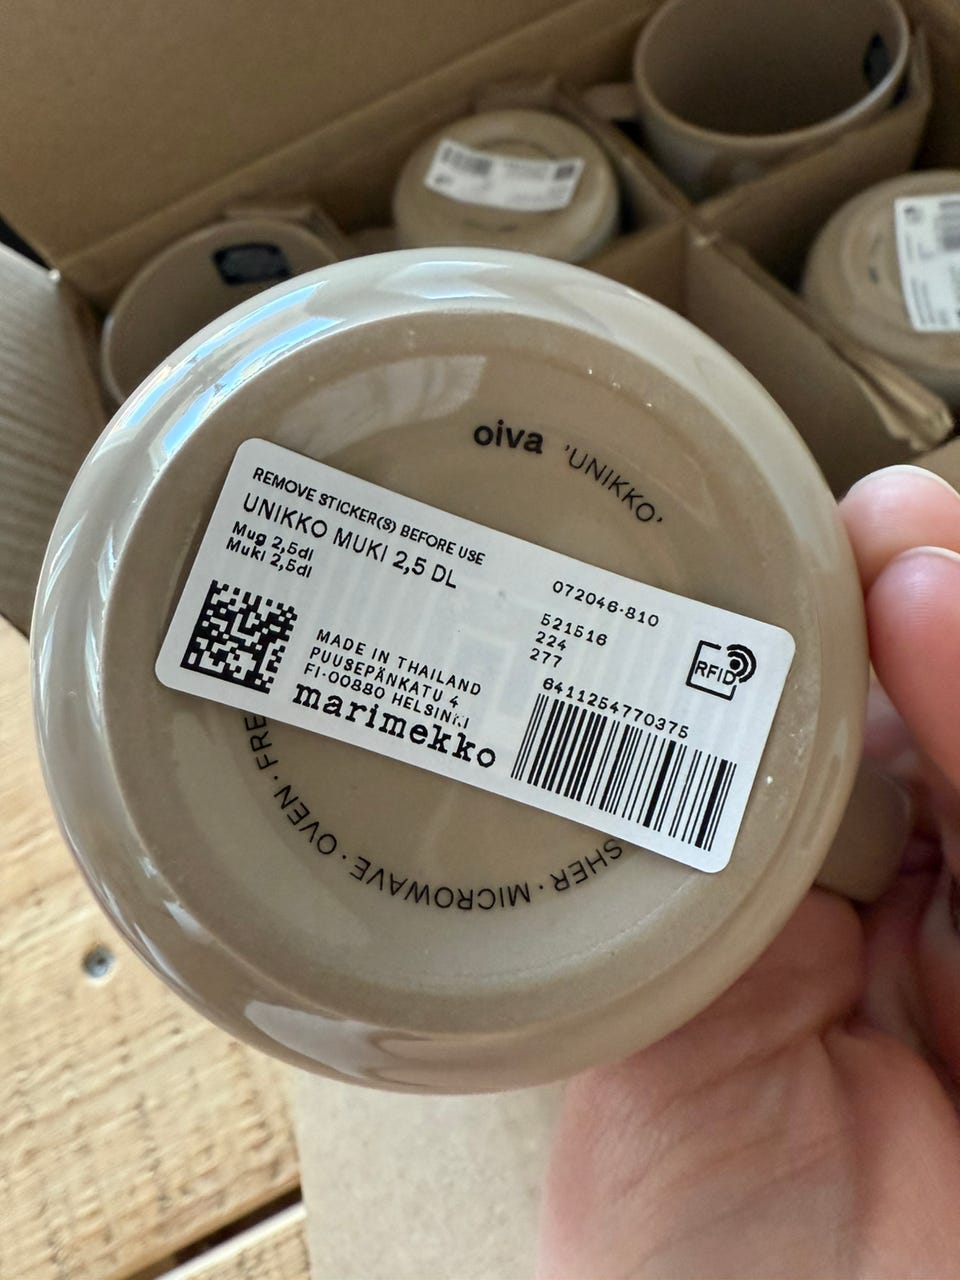 oiva 'UNIKKO'
REMOVE STICKER(S) BEFORE USE
UNIKKO MUKI 2,5 DL
Mug 2,5dl
Muki 2,5dl
072046-810
521516
224
277
RFID
MADE IN THAILAND
PUUSEPÄNKATU 4
FI-00880 HELSINKI
marimekko
6411254770375
SHER · MICROWAVE · OVEN · FREE